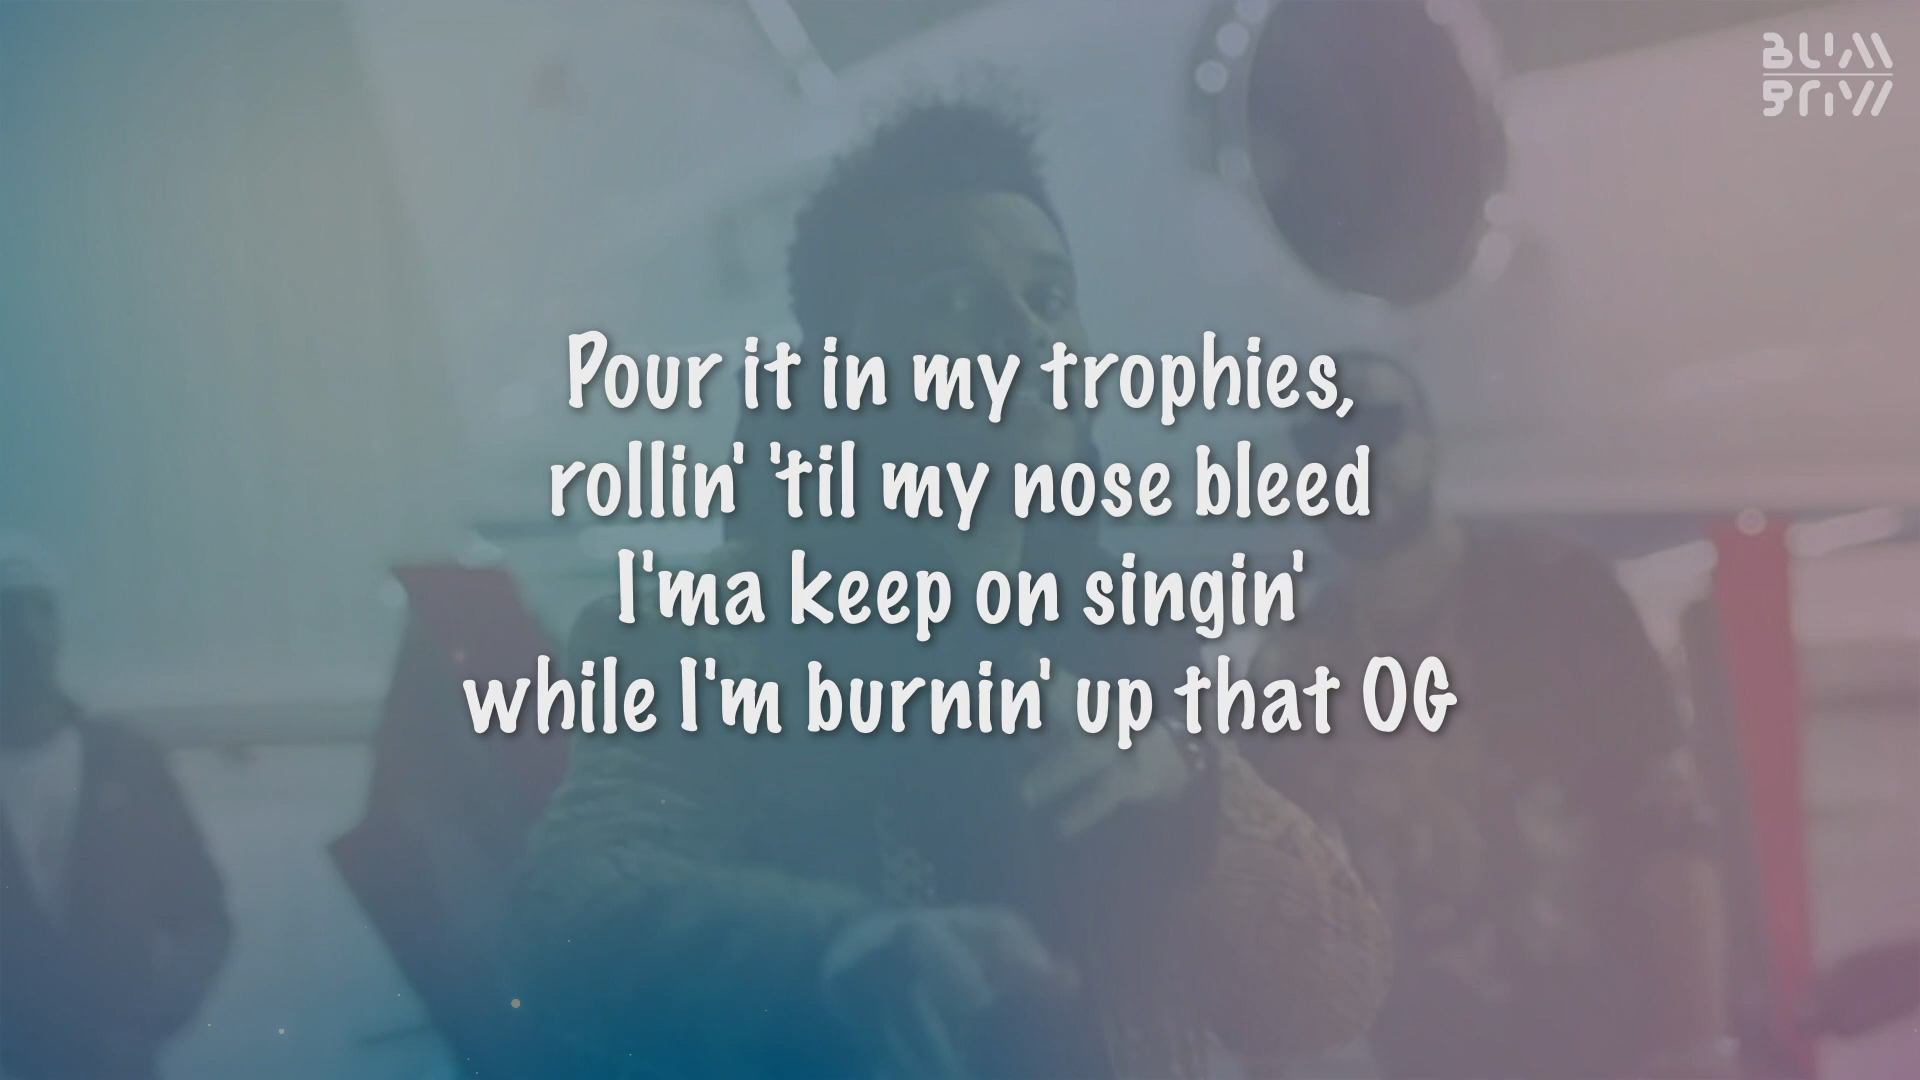 BUM
Pour it in my trophies,
rollin' 'til my nose bleed
I'ma keep on singin'
while I'm burnin' up that OG